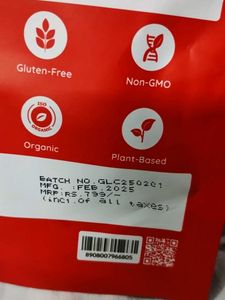 Gluten-Free
Non-GMO
ISO
ORGANIC
Organic
Plant-Based
BATCH NO.GLC250201
MFG. :FEB.2025
MRP:RS.799/-
(incl.of all taxes)
8908007966805